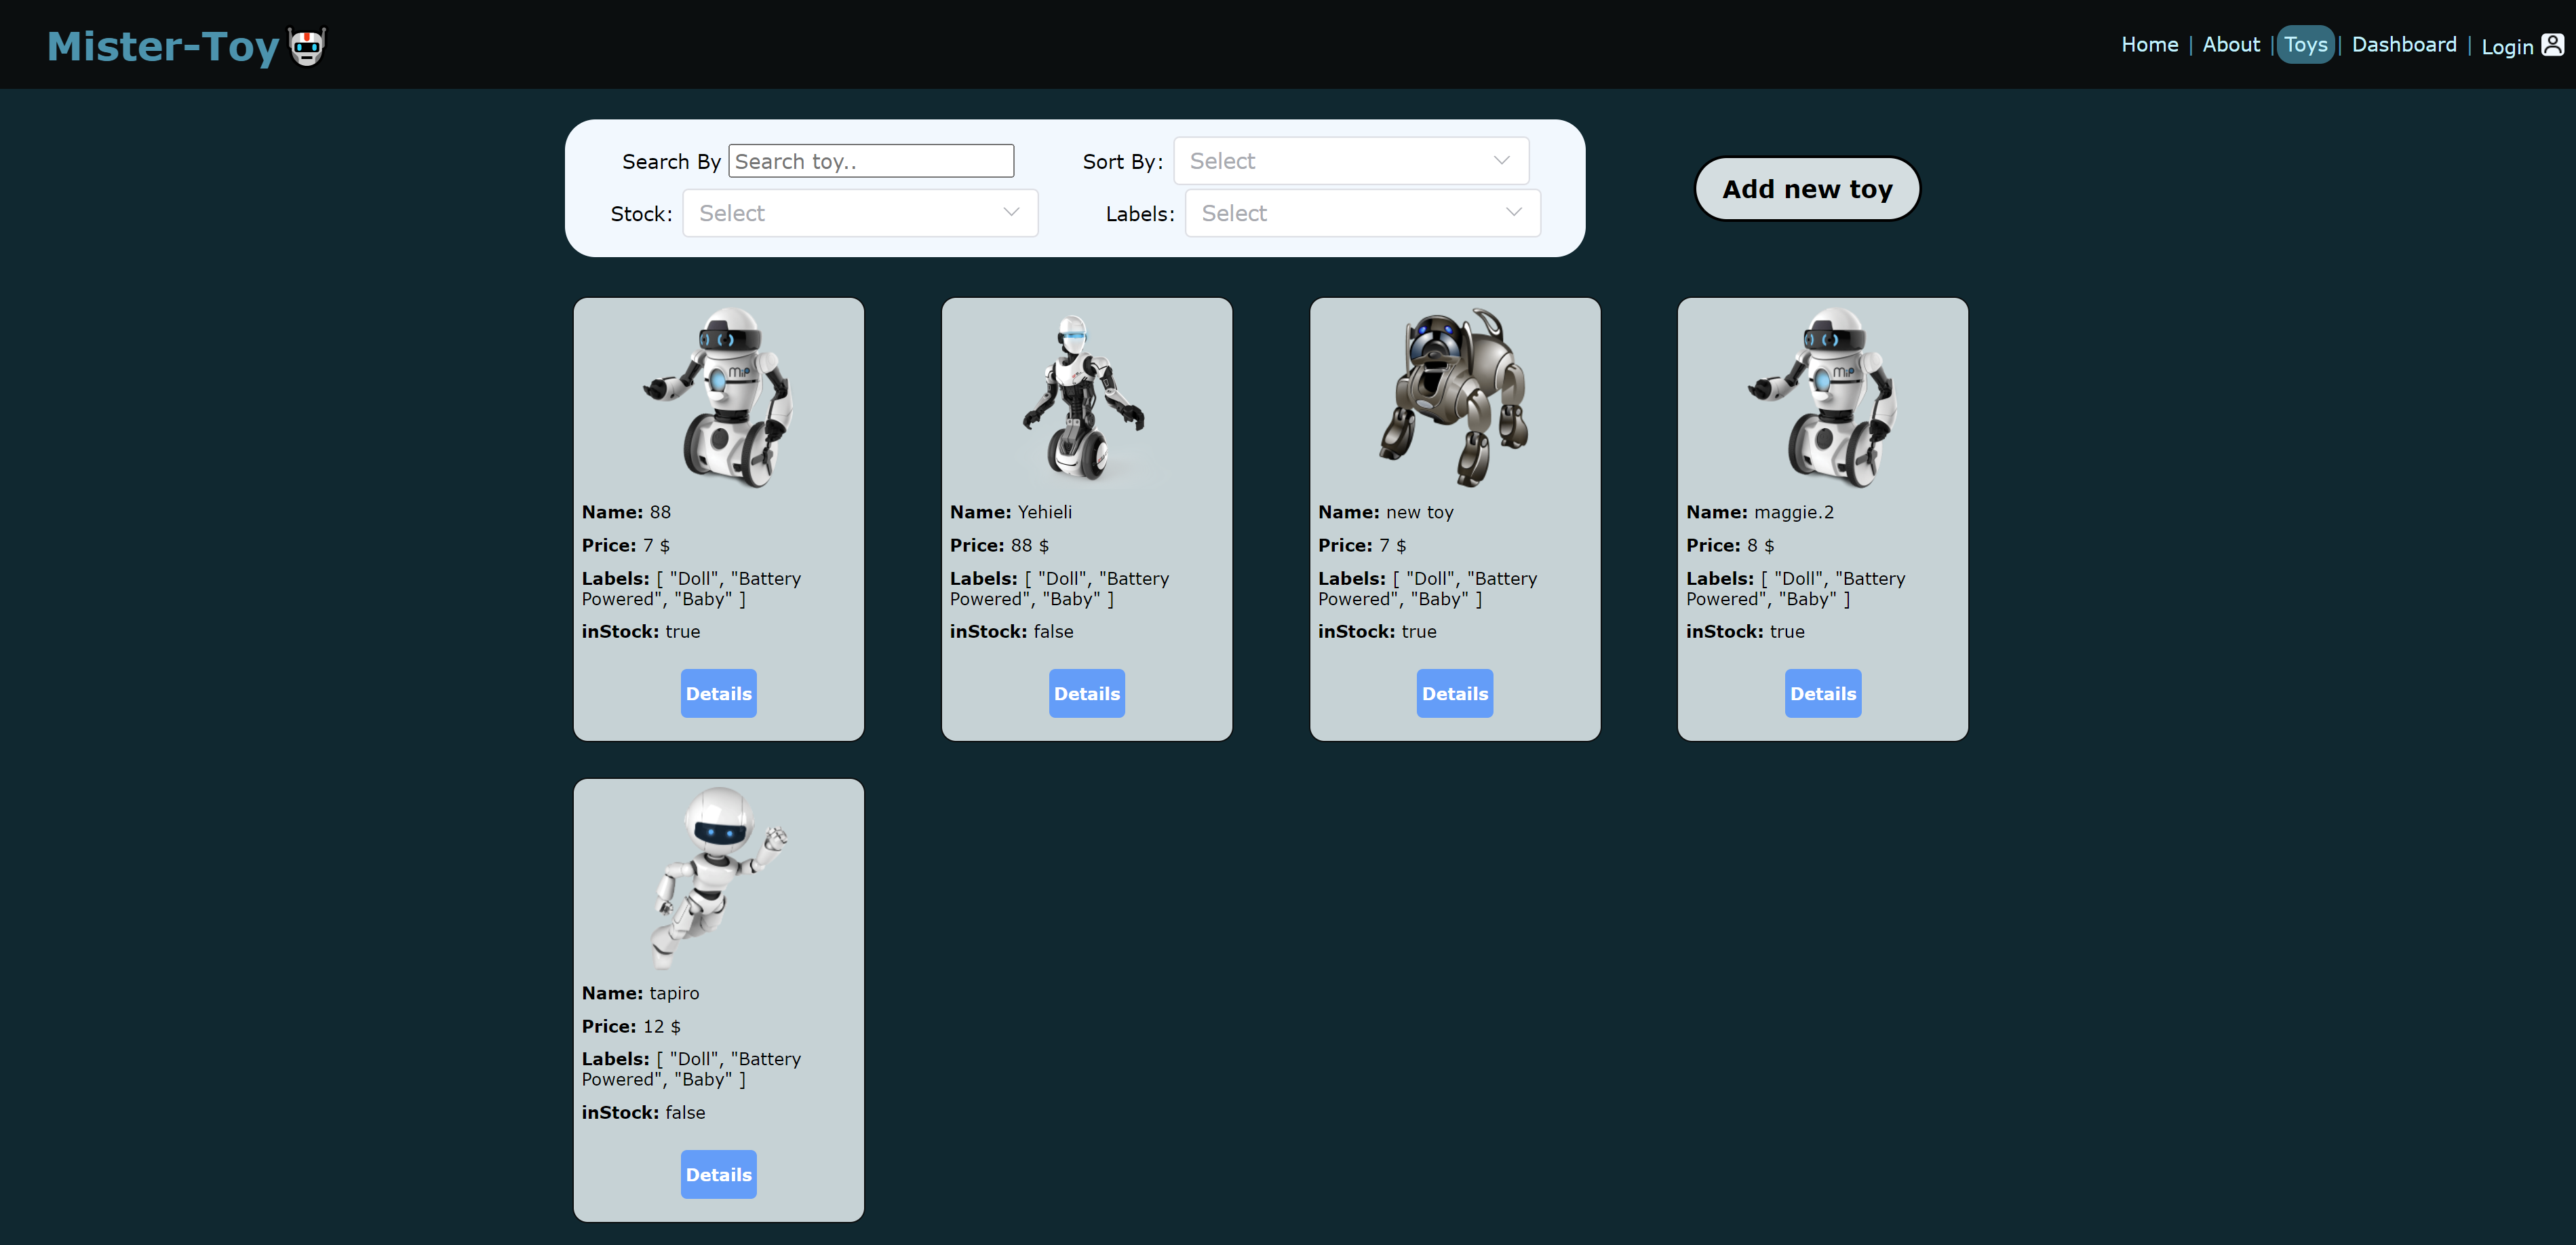 Mister-Toy
Home | About | Toys | Dashboard | Login
Search By Search toy.. Sort By: Select
Stock: Select Labels: Select
Add new toy
MiP
Name: 88
Price: 7 $
Labels: [ "Doll", "Battery
Powered", "Baby" ]
inStock: true
Details
Name: Yehieli
Price: 88 $
Labels: [ "Doll", "Battery
Powered", "Baby" ]
inStock: false
Details
Name: new toy
Price: 7 $
Labels: [ "Doll", "Battery
Powered", "Baby" ]
inStock: true
Details
MiP
Name: maggie.2
Price: 8 $
Labels: [ "Doll", "Battery
Powered", "Baby" ]
inStock: true
Details
Name: tapiro
Price: 12 $
Labels: [ "Doll", "Battery
Powered", "Baby" ]
inStock: false
Details